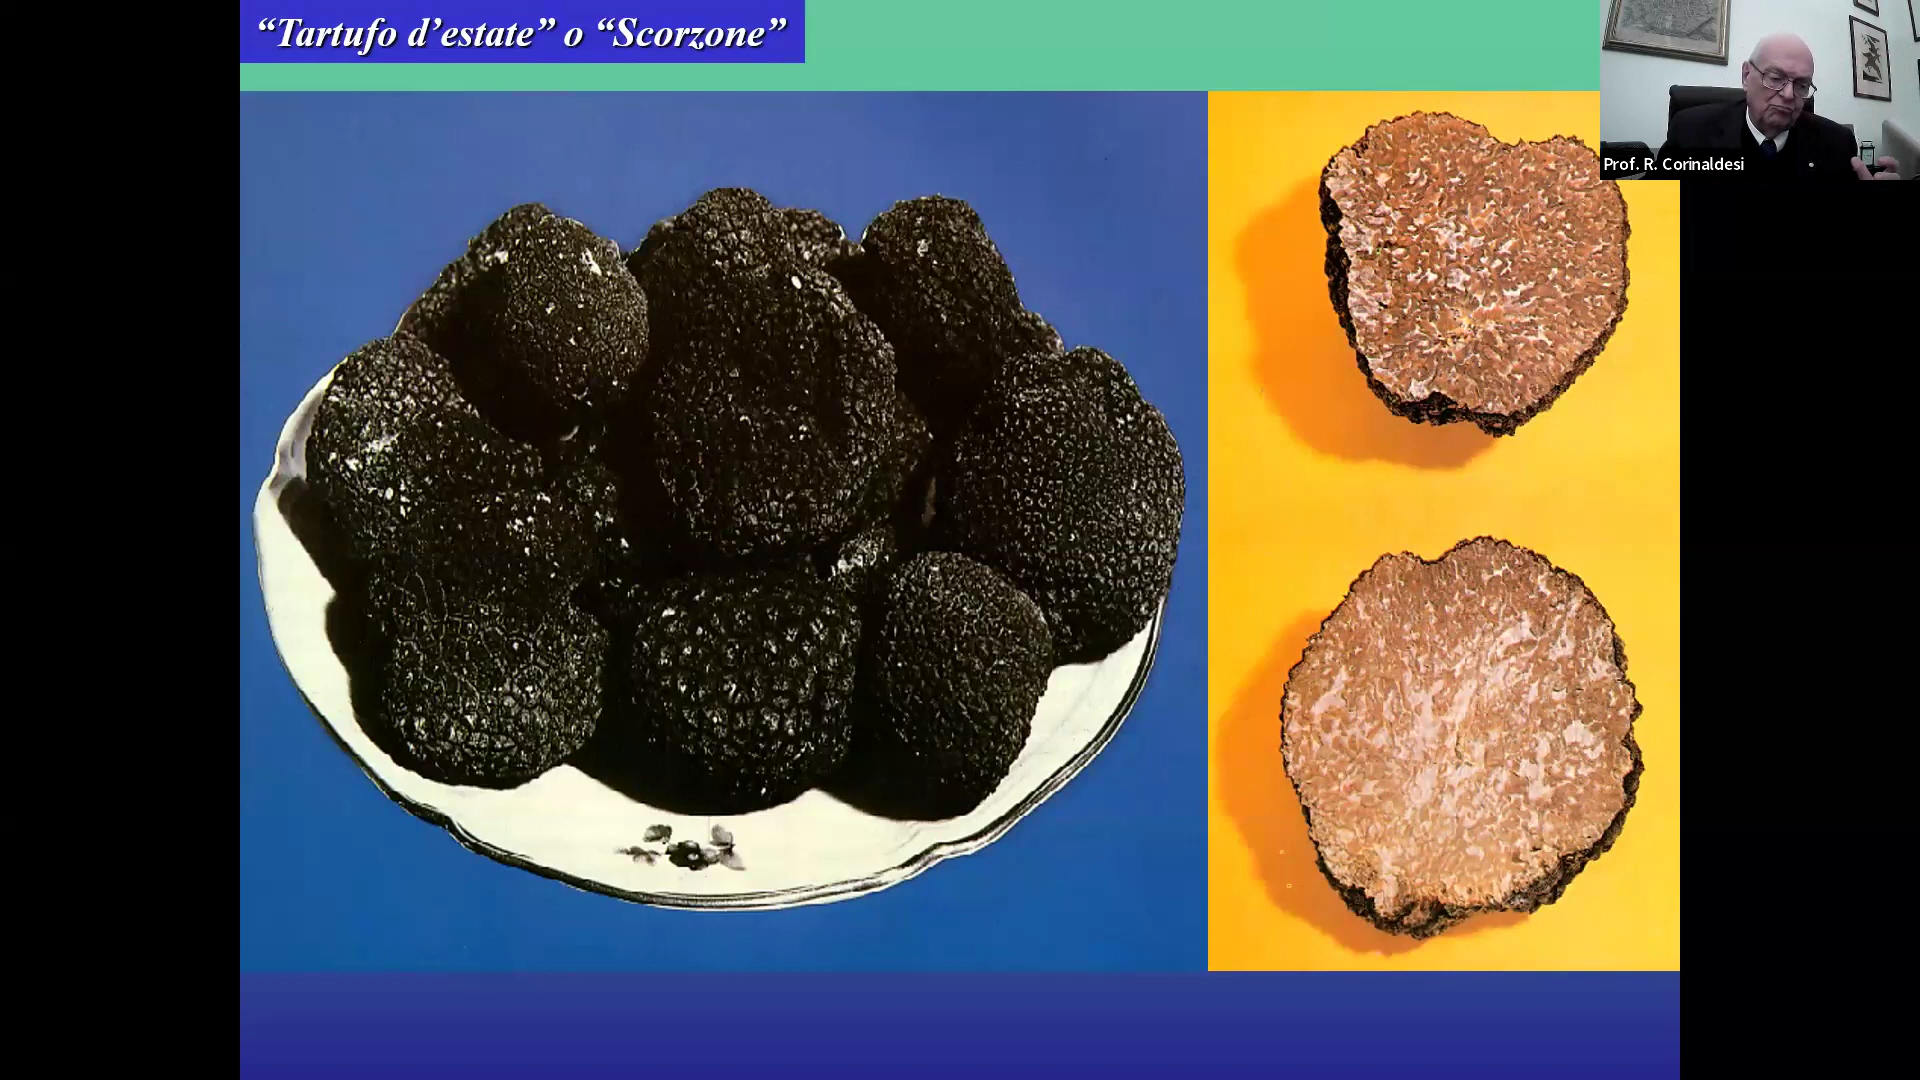 “Tartufo d’estate” o “Scorzone”
Prof. R. Corinaldesi